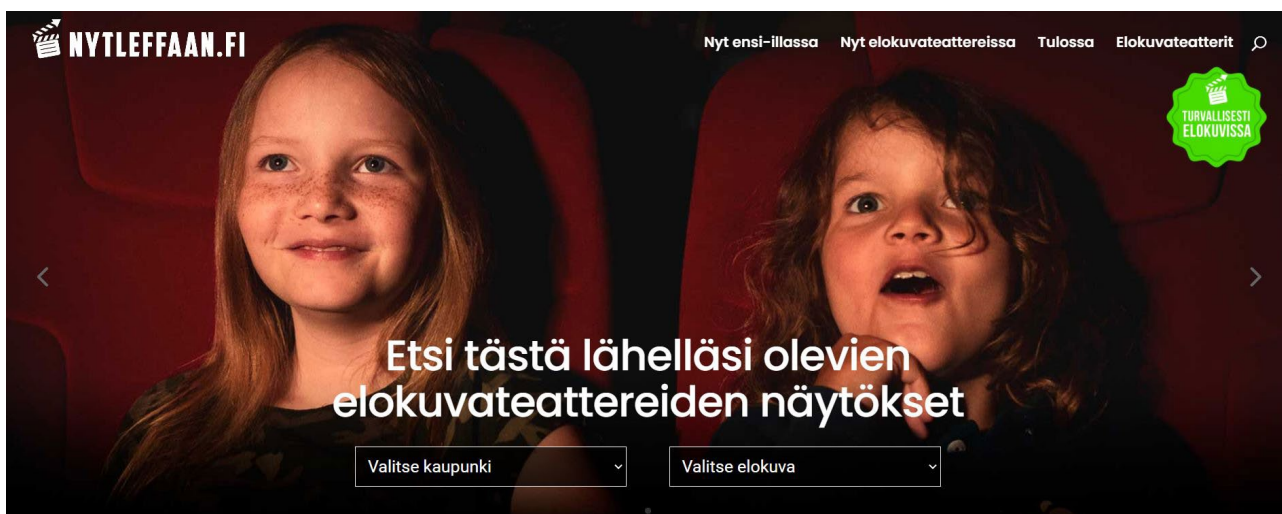 NYTLEFFAAN.FI
Nyt ensi-illassa Nyt elokuvateattereissa Tulossa Elokuvateatterit
TURVALLISESTI
ELOKUVISSA
Etsi tästä lähelläsi olevien
elokuvateattereiden näytökset
Valitse kaupunki Valitse elokuva